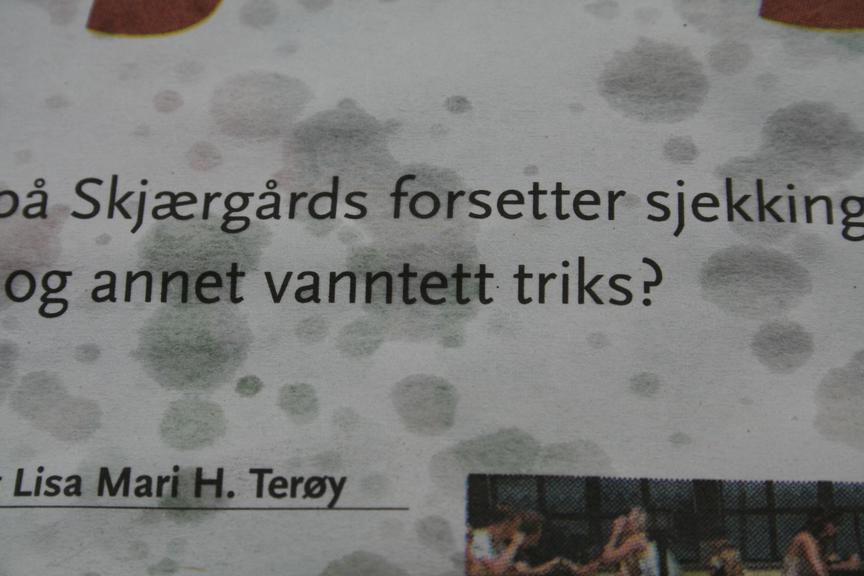 på Skjærgårds forsetter sjekking
og annet vanntett triks?
Lisa Mari H. Terøy